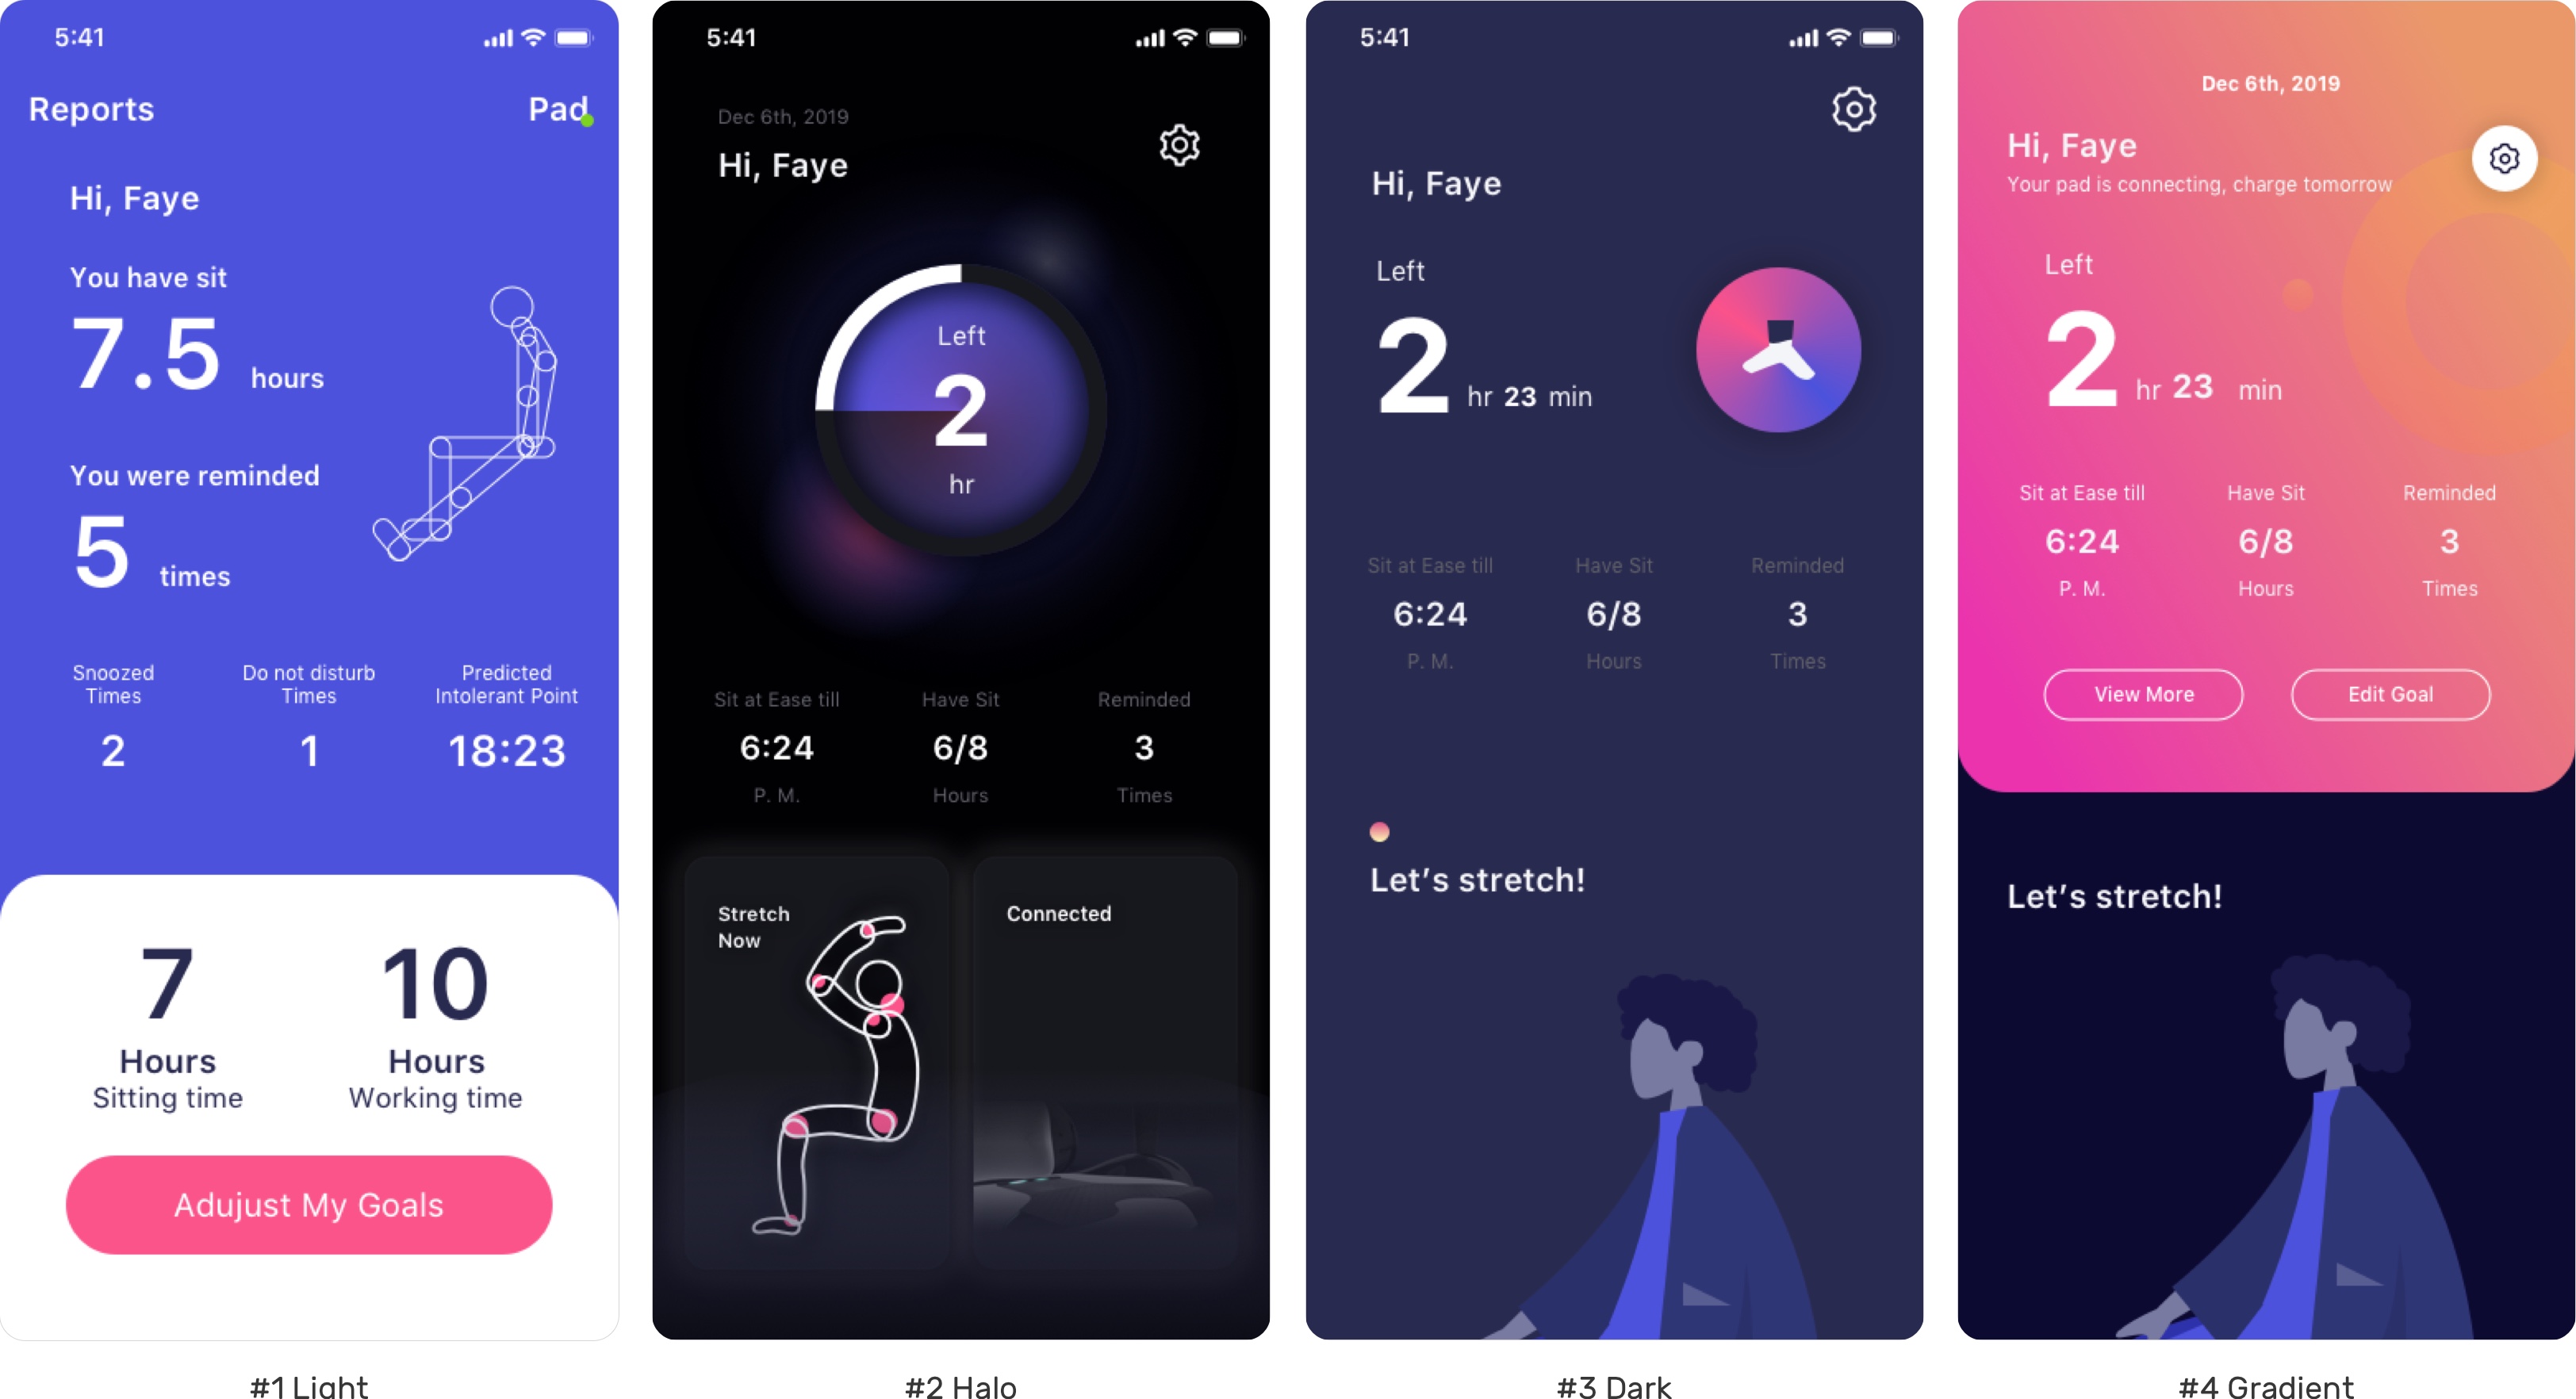 5:41
Reports Pad
Hi, Faye
You have sit
7.5 hours
You were reminded
5 times
Snoozed Times
Do not disturb Times
Predicted Intolerant Point
2 1 18:23
7 10
Hours Hours
Sitting time Working time
Adujust My Goals
#1 Light
5:41
Dec 6th, 2019
Hi, Faye
Left
2
hr
Sit at Ease till Have Sit Reminded
6:24 6/8 3
P. M. Hours Times
Stretch
Now
Connected
#2 Halo
5:41
Hi, Faye
Left
2 hr 23 min
Sit at Ease till Have Sit Reminded
6:24 6/8 3
P. M. Hours Times
Let's stretch!
#3 Dark
Dec 6th, 2019
Hi, Faye
Your pad is connecting, charge tomorrow
Left
2 hr 23 min
Sit at Ease till Have Sit Reminded
6:24 6/8 3
P. M. Hours Times
View More Edit Goal
Let's stretch!
#4 Gradient